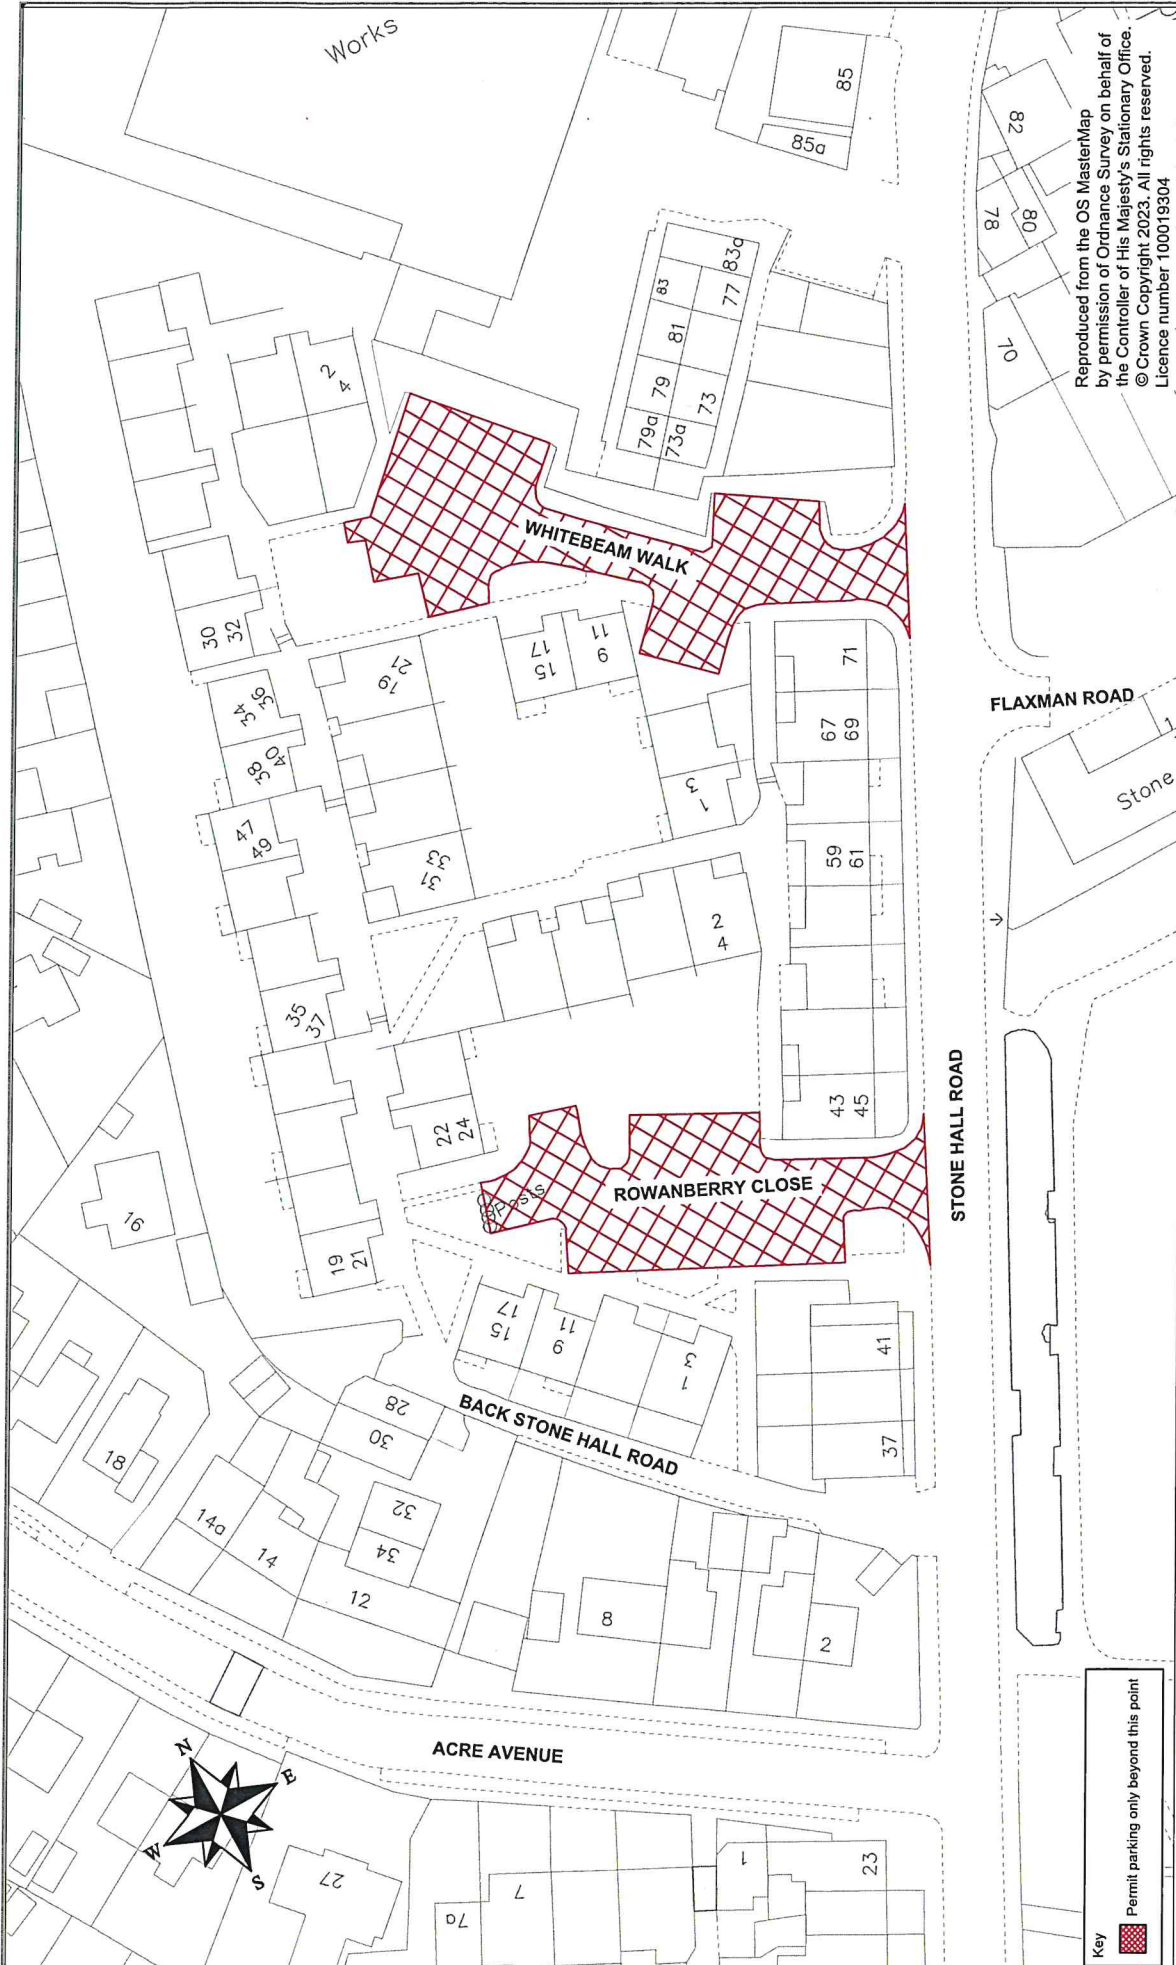 Works
85
85a
82
80
78
70
Reproduced from the OS MasterMap
by permission of Ordnance Survey on behalf of
the Controller of His Majesty's Stationary Office.
© Crown Copyright 2023. All rights reserved.
Licence number 100019304
83
83a
81
77
79
73
79a
73a
2
4
WHITEBEAM WALK
30
32
34
36
38
40
47
49
19
21
15
17
9
11
31
33
1
3
71
67
69
59
61
FLAXMAN ROAD
Stone
2
4
35
37
22
24
43
45
STONE HALL ROAD
Posts
ROWANBERRY CLOSE
16
19
21
15
17
9
11
1
3
41
37
BACK STONE HALL ROAD
28
30
32
34
18
14a
14
12
8
2
ACRE AVENUE
N
E
S
W
27
7a
7
1
23
Key
Permit parking only beyond this point